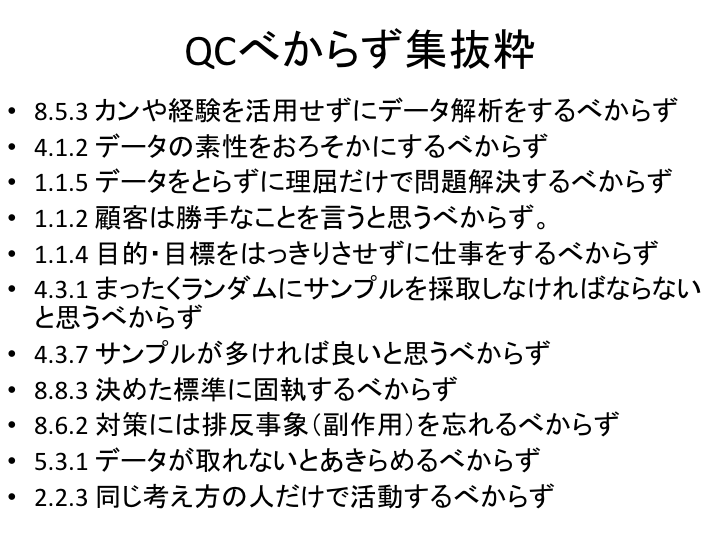 QCべからず集抜粋
• 8.5.3 カンや経験を活用せずにデータ解析をするべからず
• 4.1.2 データの素性をおろそかにするべからず
• 1.1.5 データをとらずに理屈だけで問題解決するべからず
• 1.1.2 顧客は勝手なことを言うと思うべからず。
• 1.1.4 目的・目標をはっきりさせずに仕事をするべからず
• 4.3.1 まったくランダムにサンプルを採取しなければならない
と思うべからず
• 4.3.7 サンプルが多ければ良いと思うべからず
• 8.8.3 決めた標準に固執するべからず
• 8.6.2 対策には排反事象（副作用）を忘れるべからず
• 5.3.1 データが取れないとあきらめるべからず
• 2.2.3 同じ考え方の人だけで活動するべからず